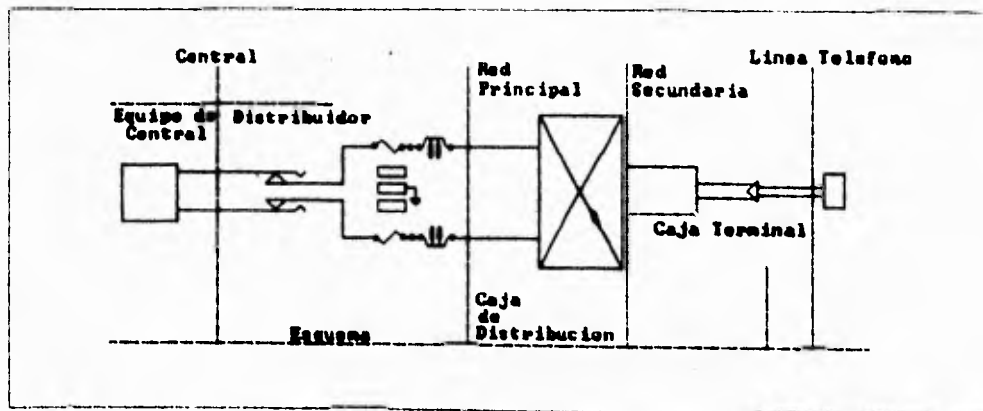 Central
Equipo de Distribuidor
Central
Red
Principal
Red
Secundaria
Linea Telefono
Caja Terminal
Caja
de
Distribucion
Esquema